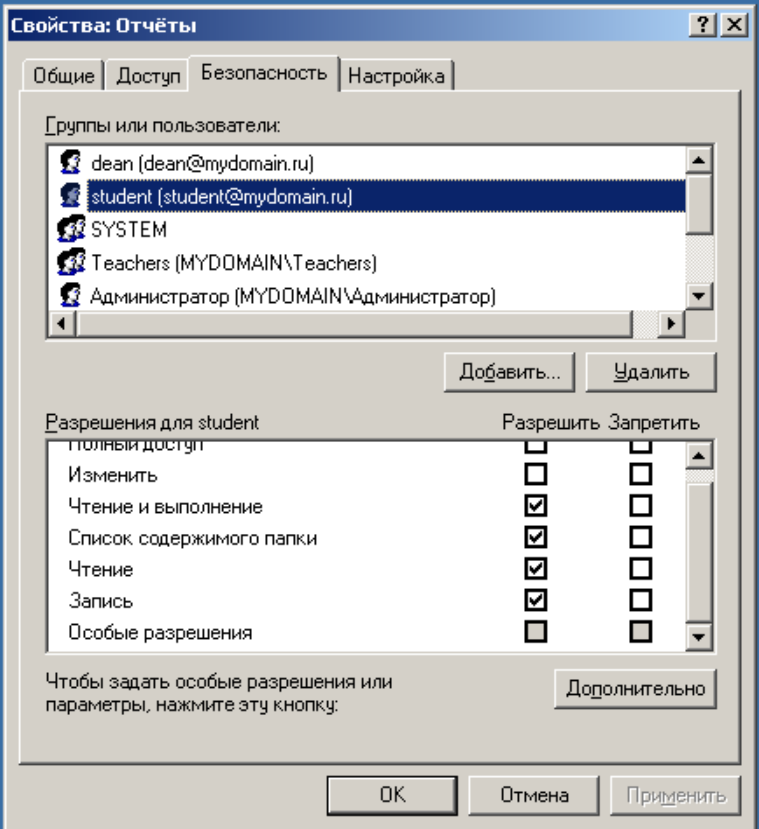 Свойства: Отчёты
Общие Доступ Безопасность Настройка
Группы или пользователи:
dean (dean@mydomain.ru)
student (student@mydomain.ru)
SYSTEM
Teachers (MYDOMAIN\Teachers)
Администратор (MYDOMAIN\Администратор)
Добавить... Удалить
Разрешения для student Разрешить Запретить
Полный доступ
Изменить
Чтение и выполнение
Список содержимого папки
Чтение
Запись
Особые разрешения
Чтобы задать особые разрешения или
параметры, нажмите эту кнопку:
Дополнительно
OK Отмена Применить